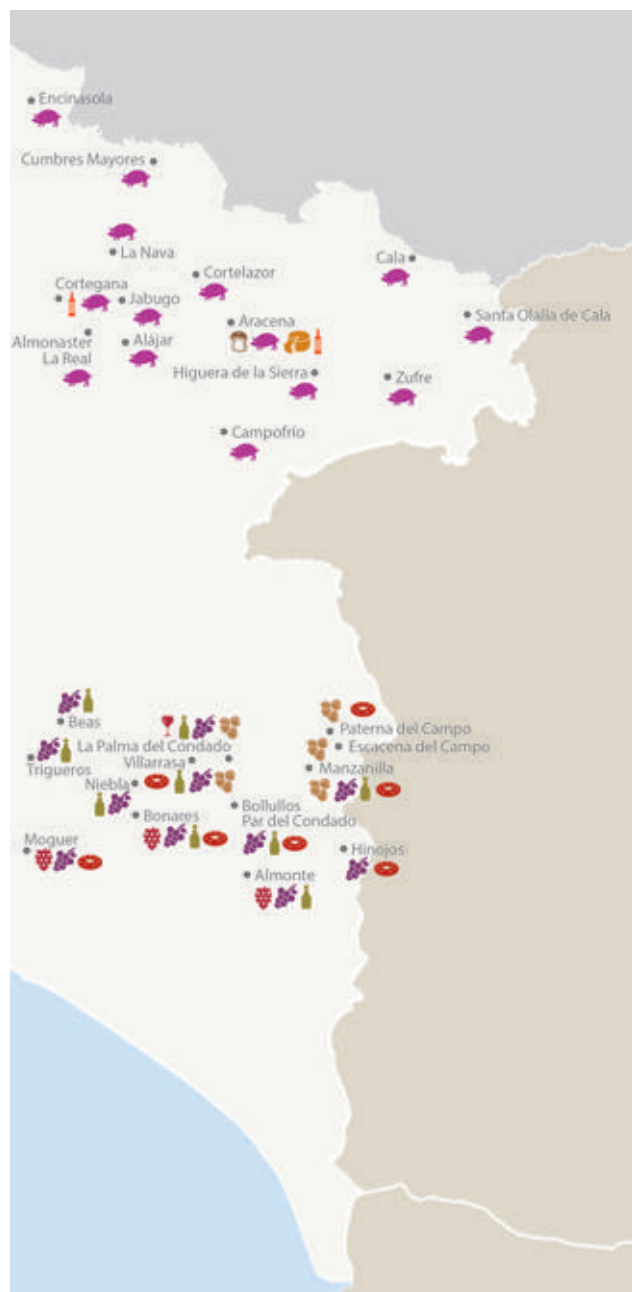 Encinasola
Cumbres Mayores
La Nava
Cala
Cortelazor
Cortegana
Jabugo
Santa Olalla de Cala
Aracena
Almonaster
La Real
Alájar
Higuera de la Sierra
Zufre
Campofrío
Beas
Paterna del Campo
La Palma del Condado
Escacena del Campo
Villarrasa
Trigueros
Manzanilla
Niebla
Bollullos
Par del Condado
Bonares
Moguer
Hinojos
Almonte